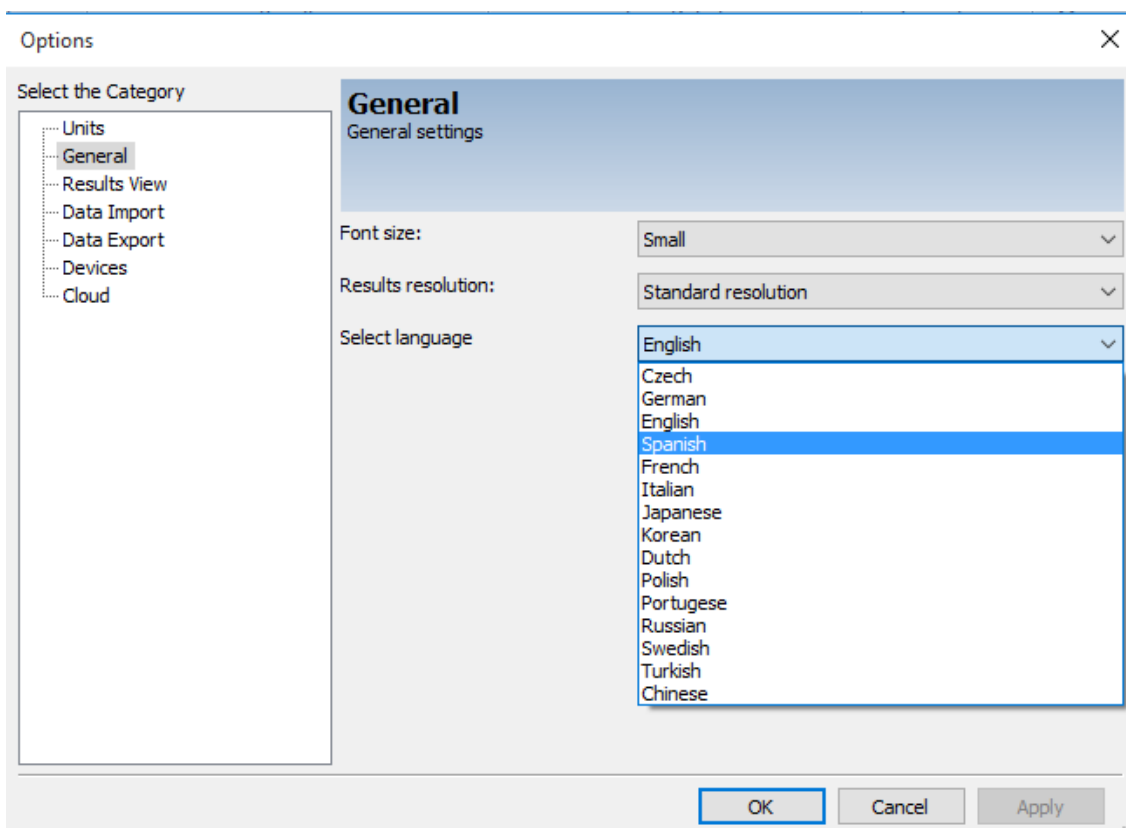 Options
Select the Category
Units
General
Results View
Data Import
Data Export
Devices
Cloud
General
General settings
Font size:
Small
Results resolution:
Standard resolution
Select language
English
Czech
German
English
Spanish
French
Italian
Japanese
Korean
Dutch
Polish
Portugese
Russian
Swedish
Turkish
Chinese
OK
Cancel
Apply